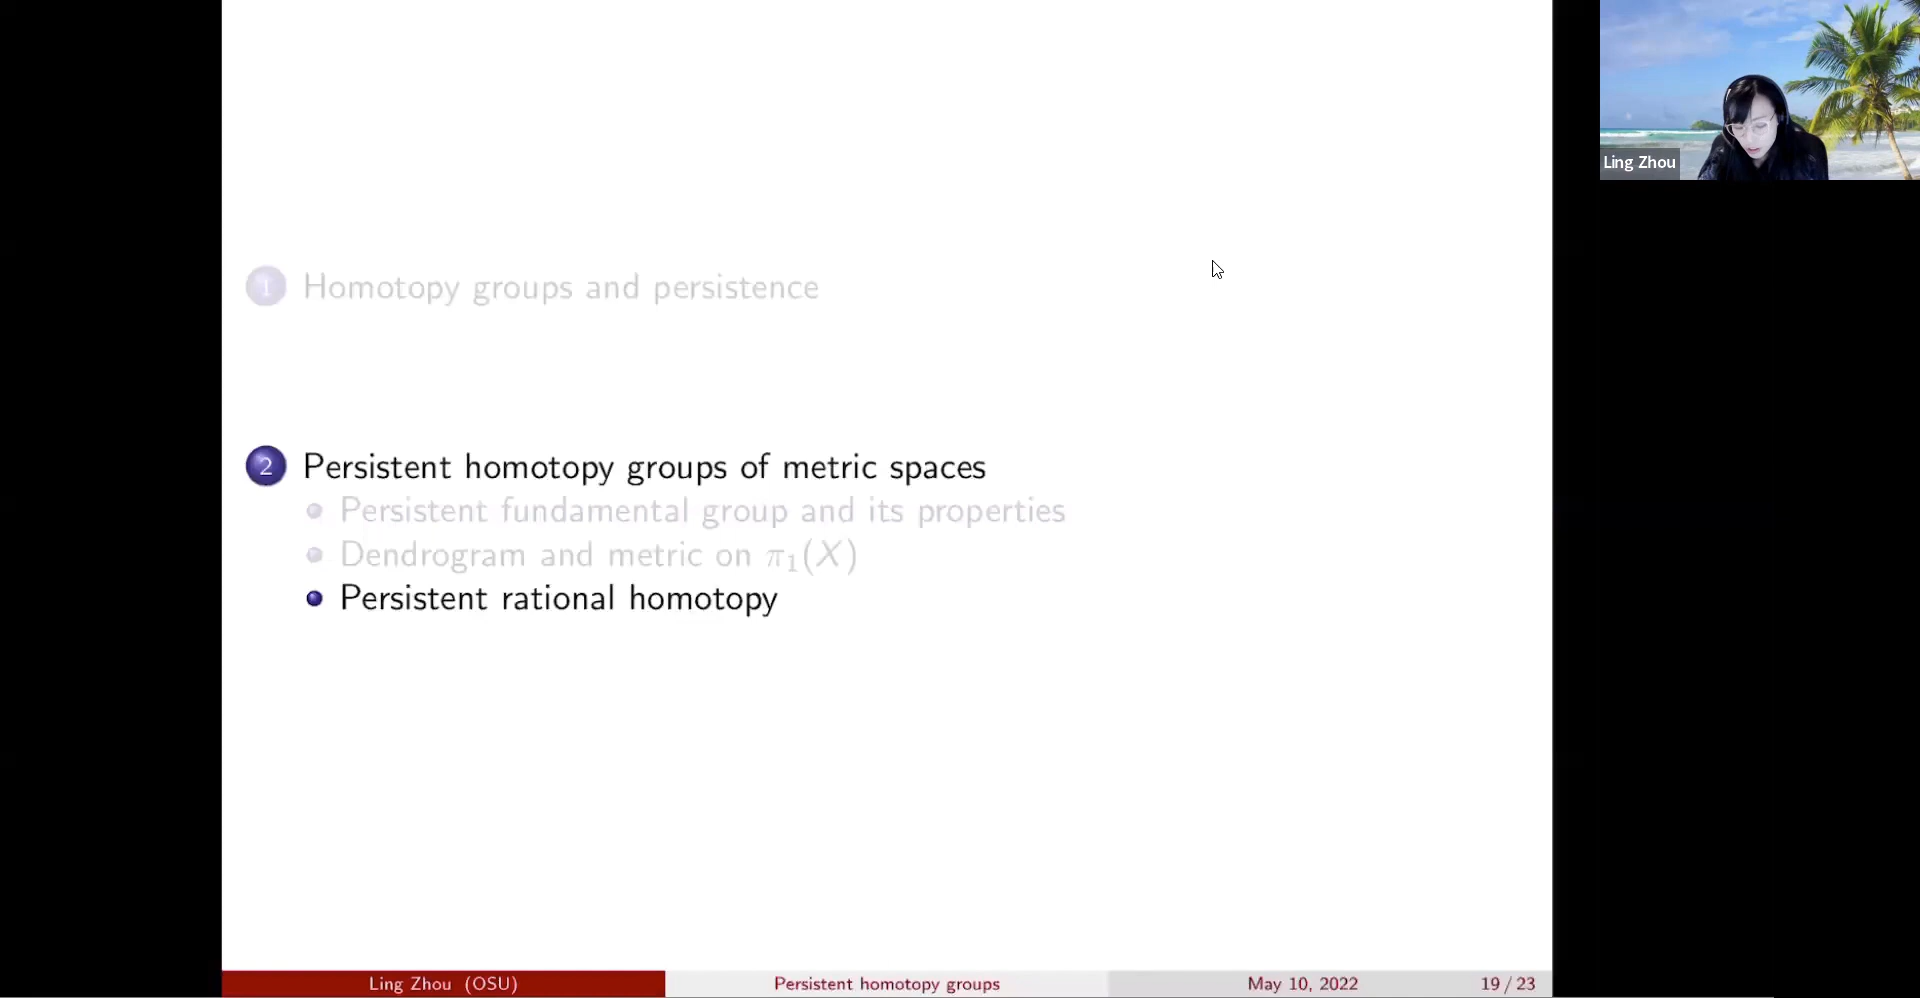 Ling Zhou
1 Homotopy groups and persistence
2 Persistent homotopy groups of metric spaces
Persistent fundamental group and its properties
Dendrogram and metric on π₁(X)
Persistent rational homotopy
Ling Zhou (OSU) Persistent homotopy groups May 10, 2022 19 / 23